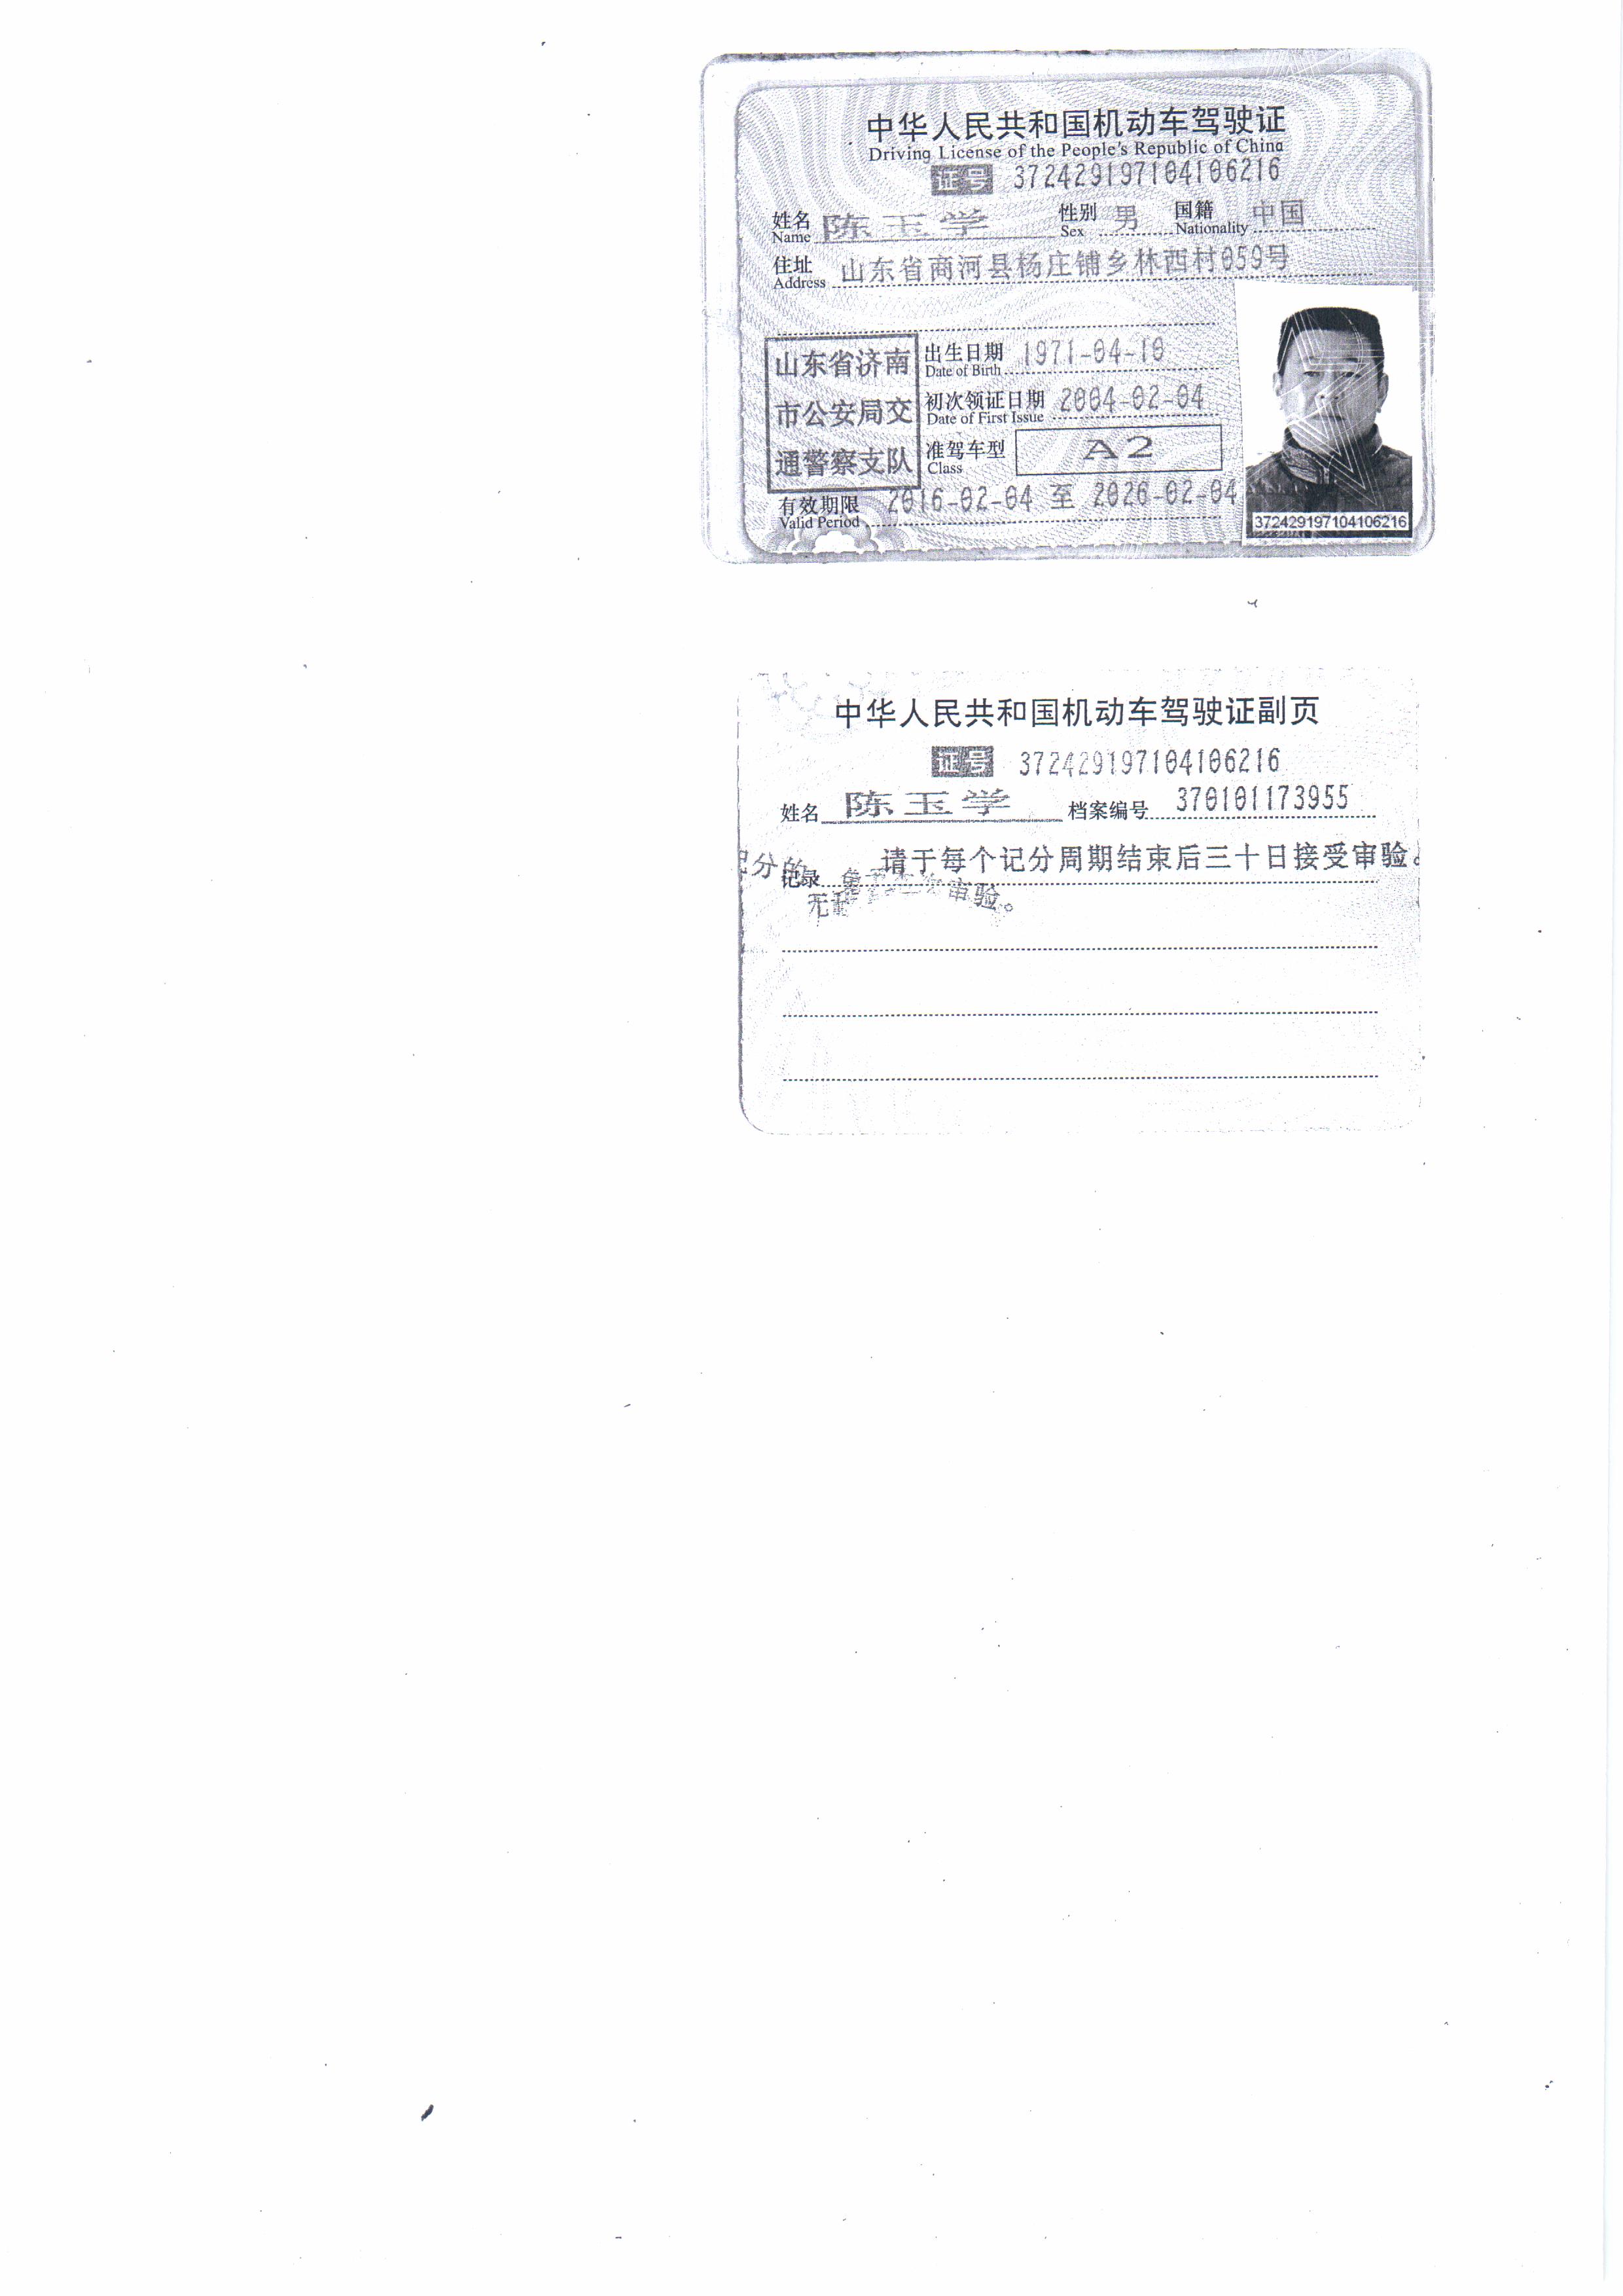 中华人民共和国机动车驾驶证
Driving License of the People's Republic of China
证号 372429197104106216
姓名 陈玉学 性别 男 国籍 中国
Name Sex Nationality
住址 山东省商河县杨庄铺乡林西村059号
Address
山东省济南
市公安局交
通警察支队
出生日期 1971-04-10
Date of Birth
初次领证日期 2004-02-04
Date of First Issue
准驾车型 A2
Class
有效期限 2016-02-04 至 2026-02-04
Valid Period
372429197104106216
中华人民共和国机动车驾驶证副页
证号 372429197104106216
姓名 陈玉学 档案编号 370101173955
请于每个记分周期结束后三十日接受审验。
记分的
记录 免于 审验。
无